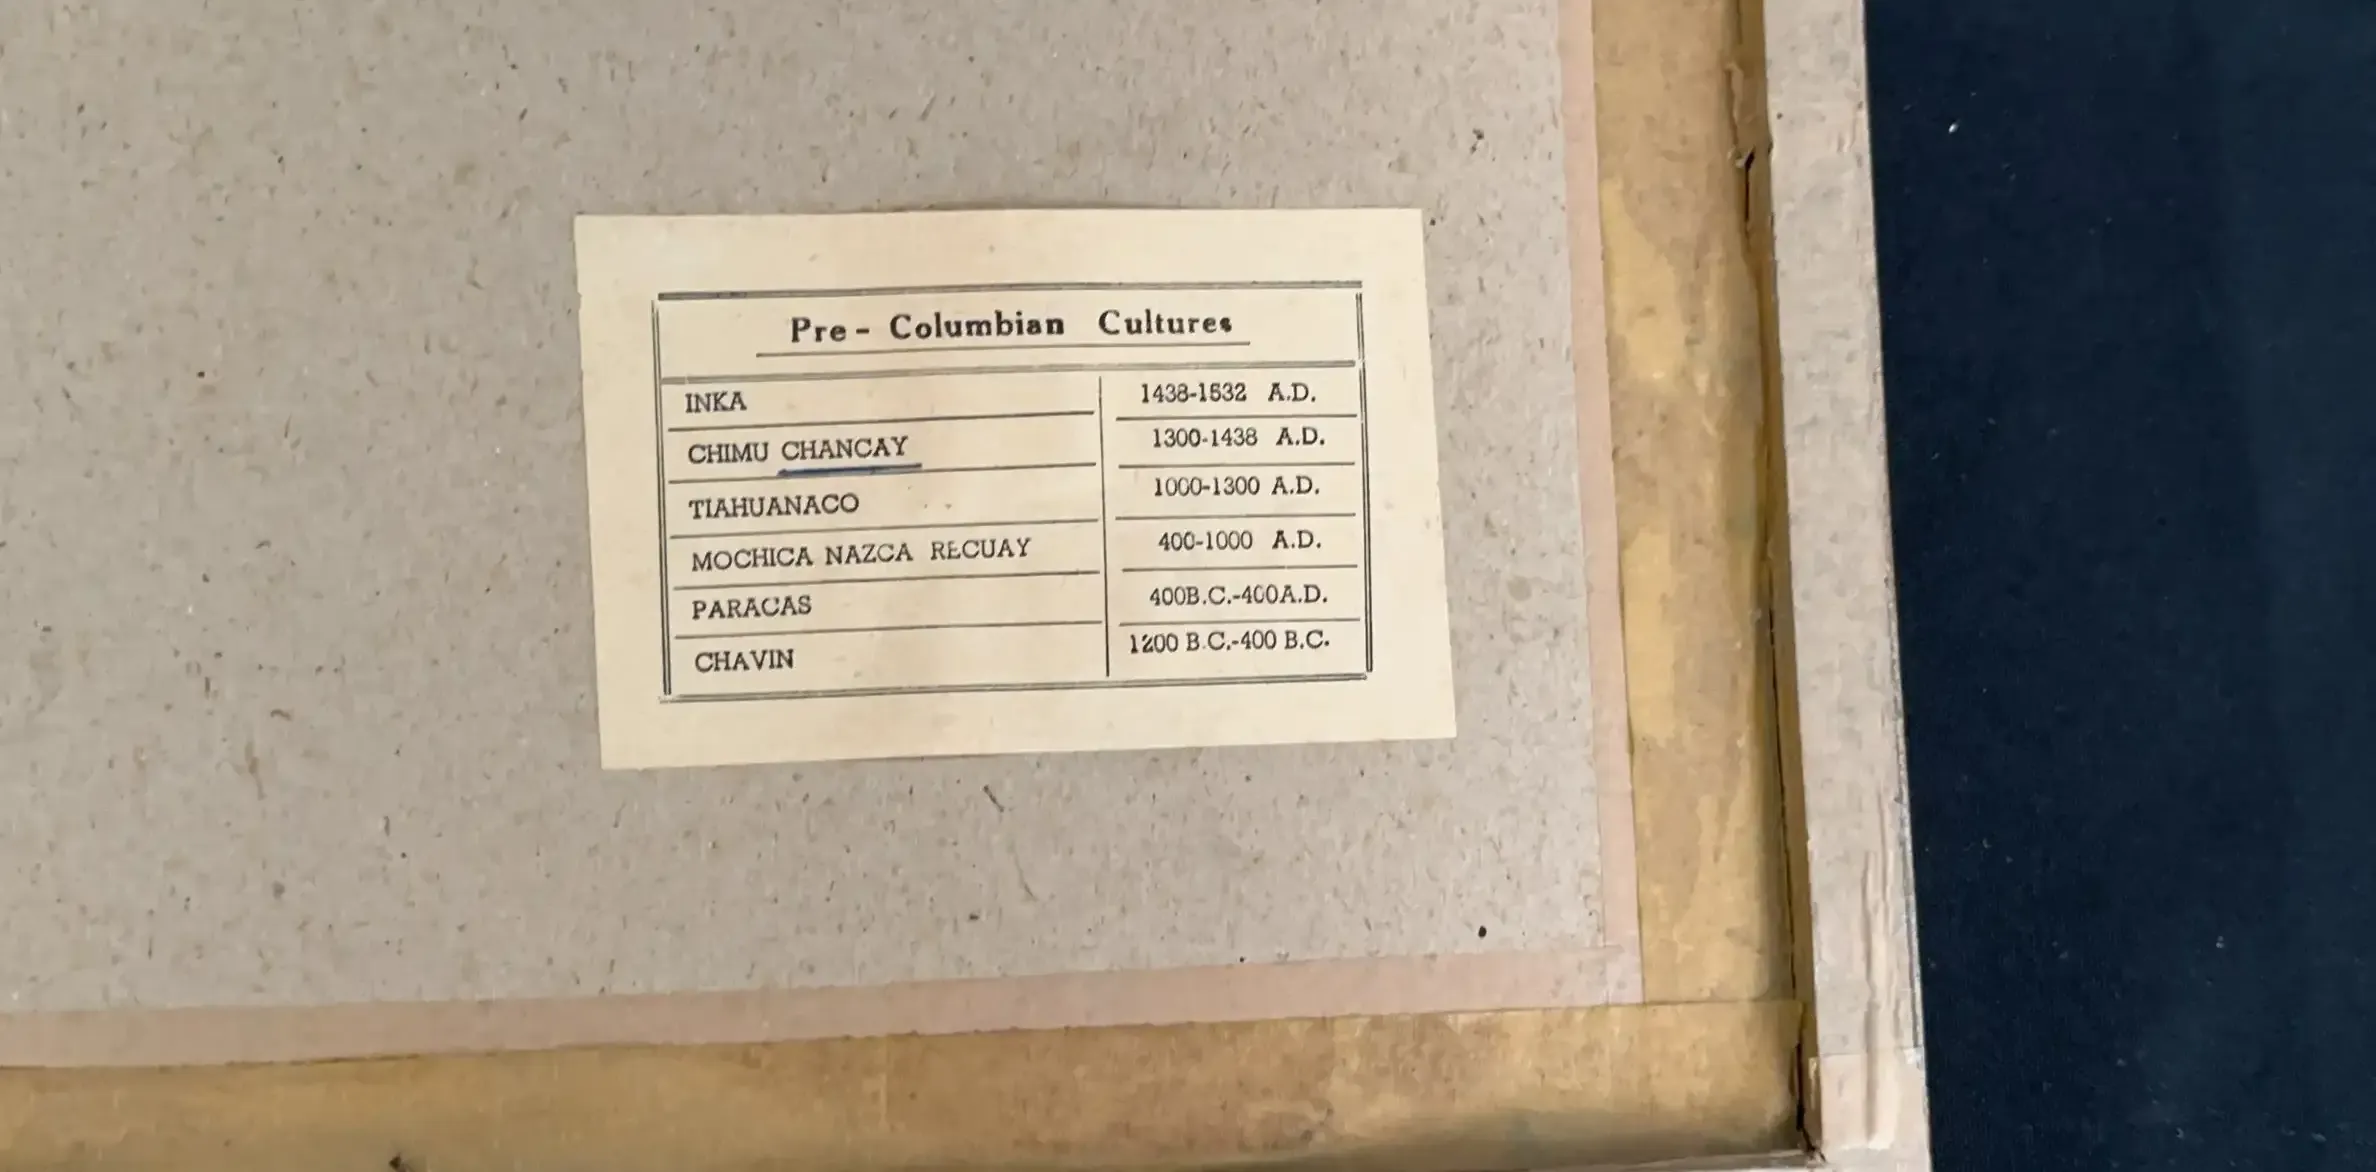 Pre - Columbian Cultures
INKA 1438-1532 A.D.
CHIMU CHANCAY 1300-1438 A.D.
TIAHUANACO 1000-1300 A.D.
MOCHICA NAZCA RECUAY 400-1000 A.D.
PARACAS 400B.C.-400A.D.
CHAVIN 1200 B.C.-400 B.C.